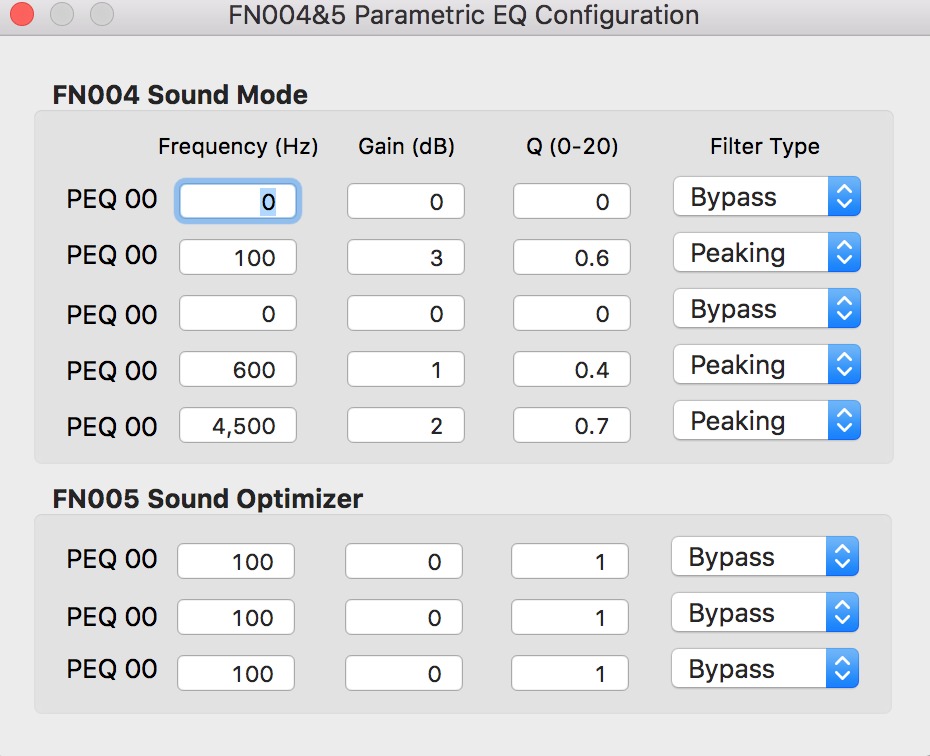 FN004&5 Parametric EQ Configuration
FN004 Sound Mode
Frequency (Hz) Gain (dB) Q (0-20) Filter Type
PEQ 00 0 0 0 Bypass
PEQ 00 100 3 0.6 Peaking
PEQ 00 0 0 0 Bypass
PEQ 00 600 1 0.4 Peaking
PEQ 00 4,500 2 0.7 Peaking
FN005 Sound Optimizer
PEQ 00 100 0 1 Bypass
PEQ 00 100 0 1 Bypass
PEQ 00 100 0 1 Bypass